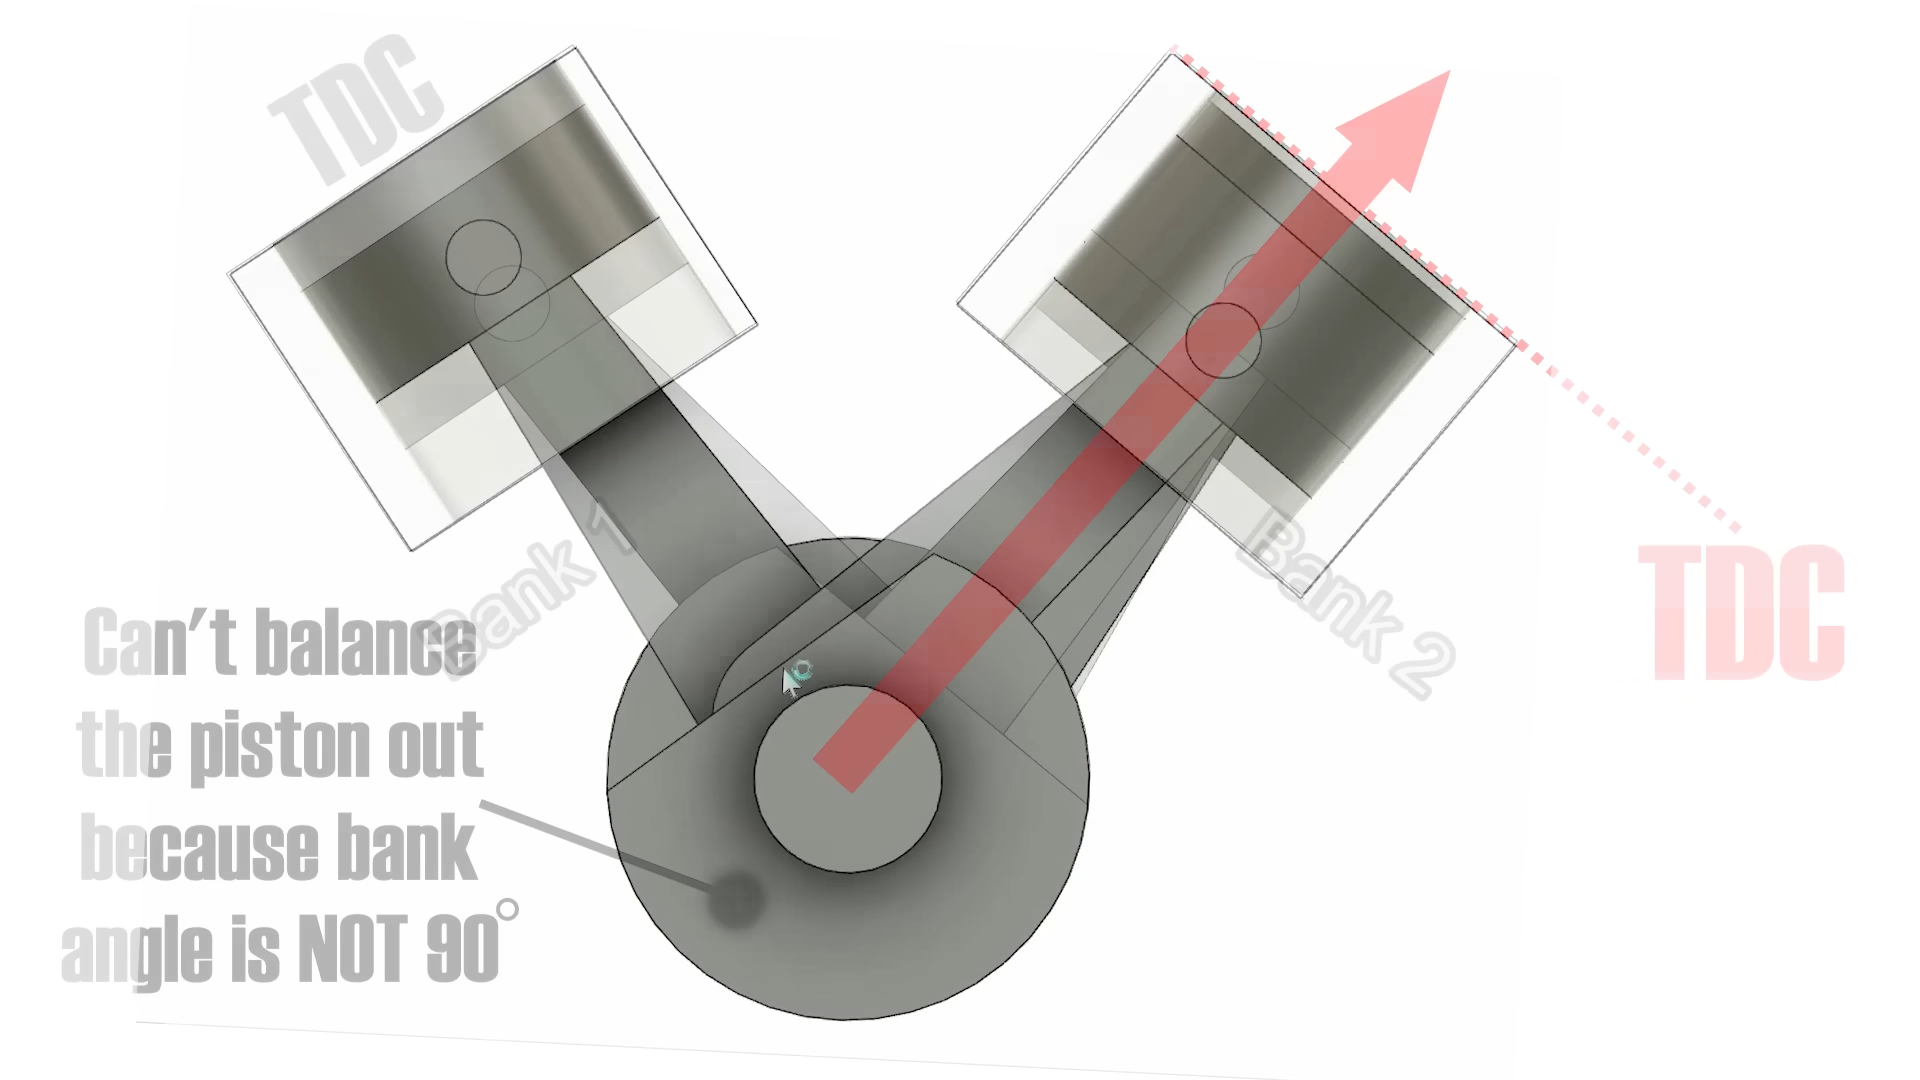 TDC
Bank 1
Bank 2
TDC
Can't balance
the piston out
because bank
angle is NOT 90°